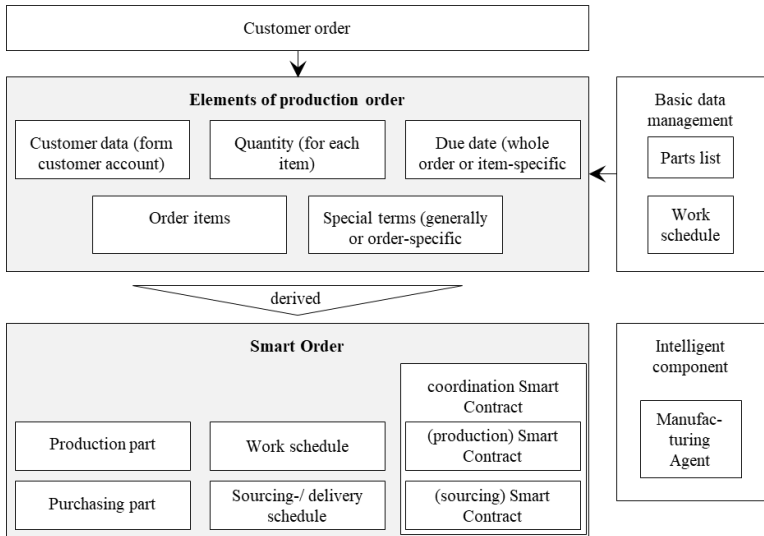 Customer order
Elements of production order
Customer data (form
customer account)
Quantity (for each
item)
Due date (whole
order or item-specific
Order items
Special terms (generally
or order-specific
Basic data
management
Parts list
Work
schedule
derived
Smart Order
coordination Smart
Contract
Production part
Work schedule
(production) Smart
Contract
Purchasing part
Sourcing-/ delivery
schedule
(sourcing) Smart
Contract
Intelligent
component
Manufac-
turing
Agent